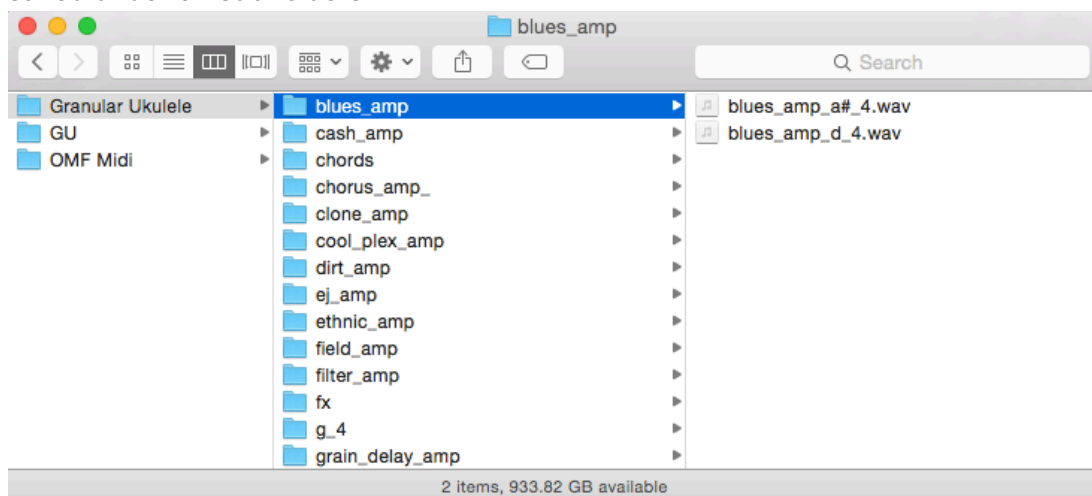 blues_amp
Search
Granular Ukulele
GU
OMF Midi
blues_amp
cash_amp
chords
chorus_amp_
clone_amp
cool_plex_amp
dirt_amp
ej_amp
ethnic_amp
field_amp
filter_amp
fx
g_4
grain_delay_amp
blues_amp_a#_4.wav
blues_amp_d_4.wav
2 items, 933.82 GB available